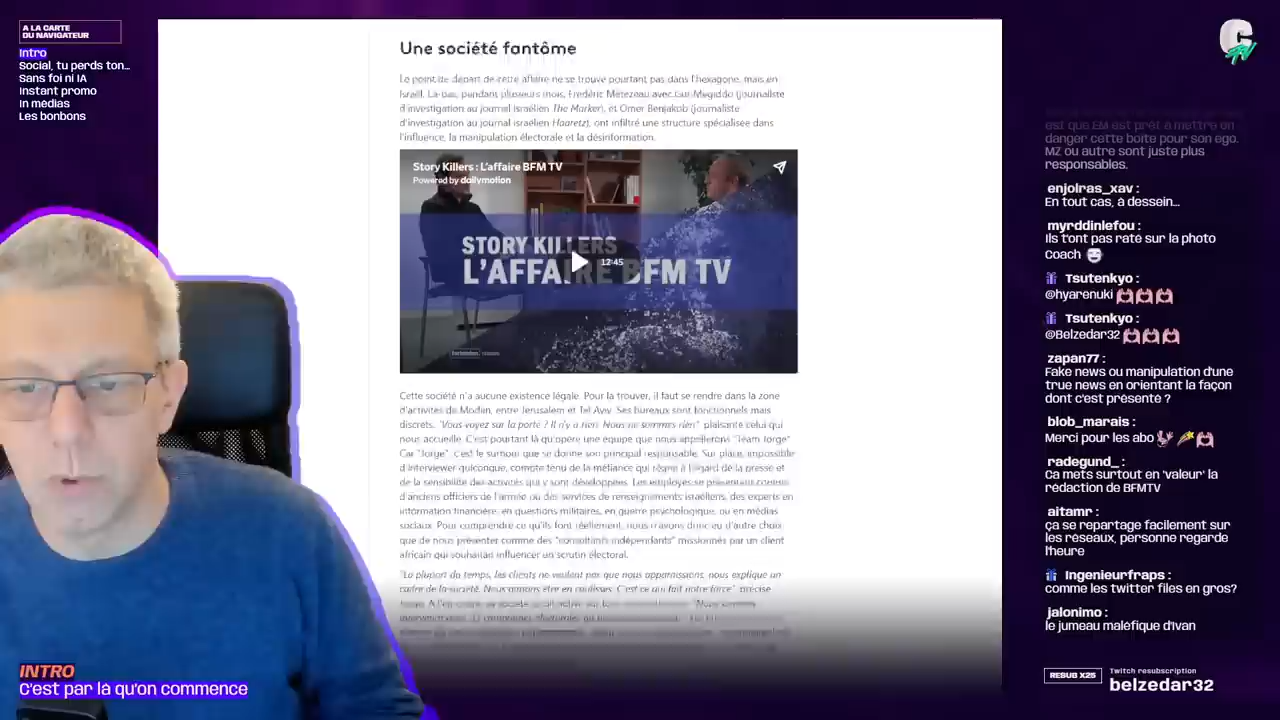 A LA CARTE
DU NAVIGATEUR
Intro
Social, tu perds ton...
Sans foi ni IA
Instant promo
In médias
Les bonbons
Une société fantôme
Le point de départ de cette affaire ne se trouve pourtant pas dans l'hexagone, mais en
Israël. Là-bas, pendant plusieurs mois, Frédéric Métézeau avec Gur Megiddo (journaliste
d'investigation au journal israélien The Marker), et Omer Benjakob (journaliste
d'investigation au journal israélien Haaretz), ont infiltré une structure spécialisée dans
l'influence, la manipulation électorale et la désinformation.
Story Killers : L'affaire BFM TV
Powered by dailymotion
STORY KILLERS
L'AFFAIRE BFM TV
12:45
forbidden stories
Cette société n'a aucune existence légale. Pour la trouver, il faut se rendre dans la zone
d'activités de Modiin, entre Jérusalem et Tel Aviv. Ses bureaux sont fonctionnels mais
discrets. "Vous voyez sur la porte ? Il n'y a rien. Nous ne sommes rien" plaisante celui qui
nous accueille. C'est pourtant là qu'opère une équipe que nous appellerons "Team Jorge"
Car "Jorge", c'est le surnom que se donne son principal responsable. Sur place, impossible
d'interviewer quiconque, compte tenu de la méfiance qui règne à l'égard de la presse et
de la sensibilité des activités qui y sont développées. Les employés se présentent comme
d'anciens officiers de l'armée ou des services de renseignements israéliens, des experts en
information financière, en questions militaires, en guerre psychologique, ou en médias
sociaux. Pour comprendre ce qu'ils font réellement, nous n'avons donc eu d'autre choix
que de nous présenter comme des "consultants indépendants" missionnés par un client
africain qui souhaitait influencer un scrutin électoral.
"La plupart du temps, les clients ne veulent pas que nous apparaissions, nous explique un
cadre de la société. Nous aimons être en coulisses. C'est ce qui fait notre force", précise
G
TV
est que EM est prêt à mettre en
danger cette boite pour son ego.
MZ ou autre sont juste plus
responsables.
enjolras_xav :
En tout cas, à dessein...
myrddinlefou :
Ils t'ont pas raté sur la photo
Coach
Tsutenkyo :
@hyarenuki
Tsutenkyo :
@Belzedar32
zapan77 :
Fake news ou manipulation d'une
true news en orientant la façon
dont c'est présenté ?
blob_marais :
Merci pour les abo
radegund_ :
Ca mets surtout en 'valeur' la
rédaction de BFMTV
aitamr :
ça se repartage facilement sur
les réseaux, personne regarde
l'heure
Ingenieurfraps :
comme les twitter files en gros?
jalonimo :
le jumeau maléfique d'Ivan
INTRO
C'est par là qu'on commence
RESUB X25
Twitch resubscription
belzedar32